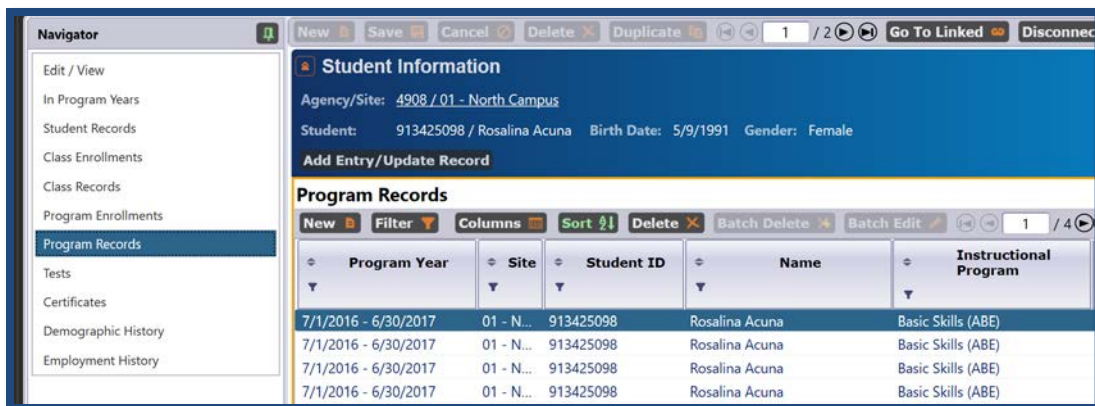 Navigator
Edit / View
In Program Years
Student Records
Class Enrollments
Class Records
Program Enrollments
Program Records
Tests
Certificates
Demographic History
Employment History
New Save Cancel Delete Duplicate 1 / 2 Go To Linked Disconnec
Student Information
Agency/Site: 4908 / 01 - North Campus
Student: 913425098 / Rosalina Acuna Birth Date: 5/9/1991 Gender: Female
Add Entry/Update Record
Program Records
New Filter Columns Sort Delete Batch Delete Batch Edit 1 / 4
Program Year Site Student ID Name Instructional Program
7/1/2016 - 6/30/2017 01 - N... 913425098 Rosalina Acuna Basic Skills (ABE)
7/1/2016 - 6/30/2017 01 - N... 913425098 Rosalina Acuna Basic Skills (ABE)
7/1/2016 - 6/30/2017 01 - N... 913425098 Rosalina Acuna Basic Skills (ABE)
7/1/2016 - 6/30/2017 01 - N... 913425098 Rosalina Acuna Basic Skills (ABE)